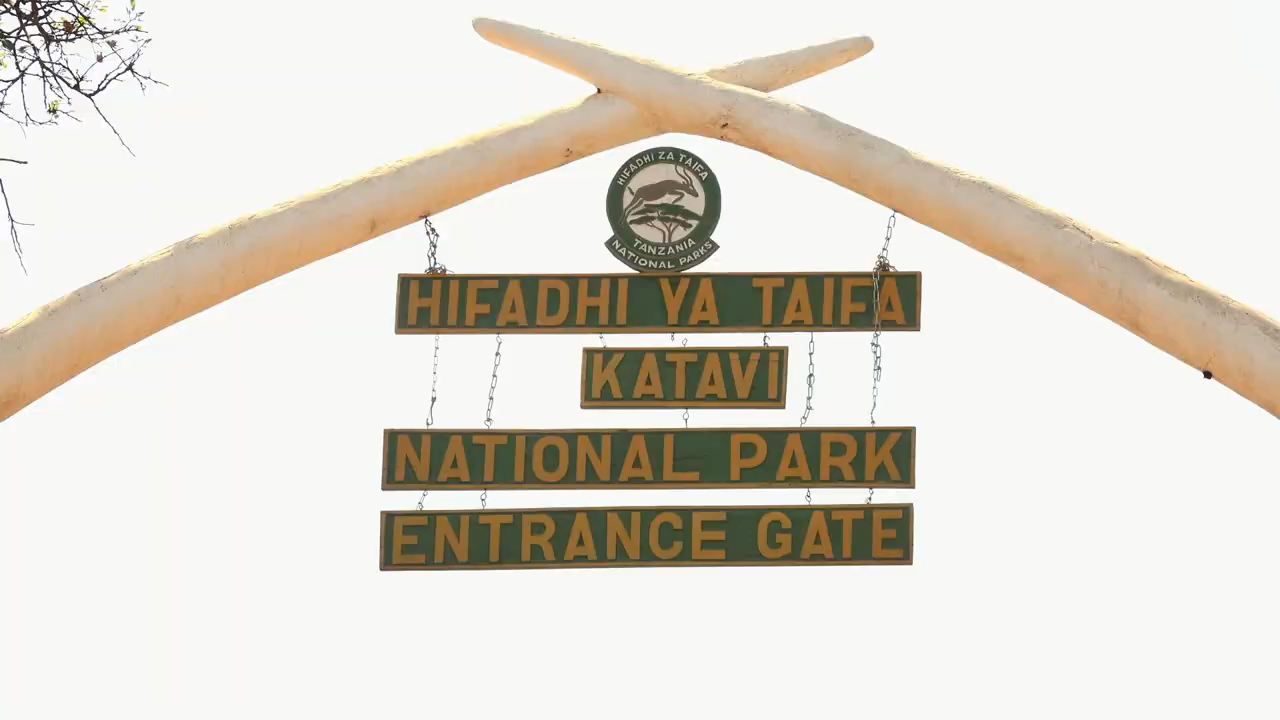 HIFADHI ZA TAIFA
TANZANIA
NATIONAL PARKS
HIFADHI YA TAIFA
KATAVI
NATIONAL PARK
ENTRANCE GATE